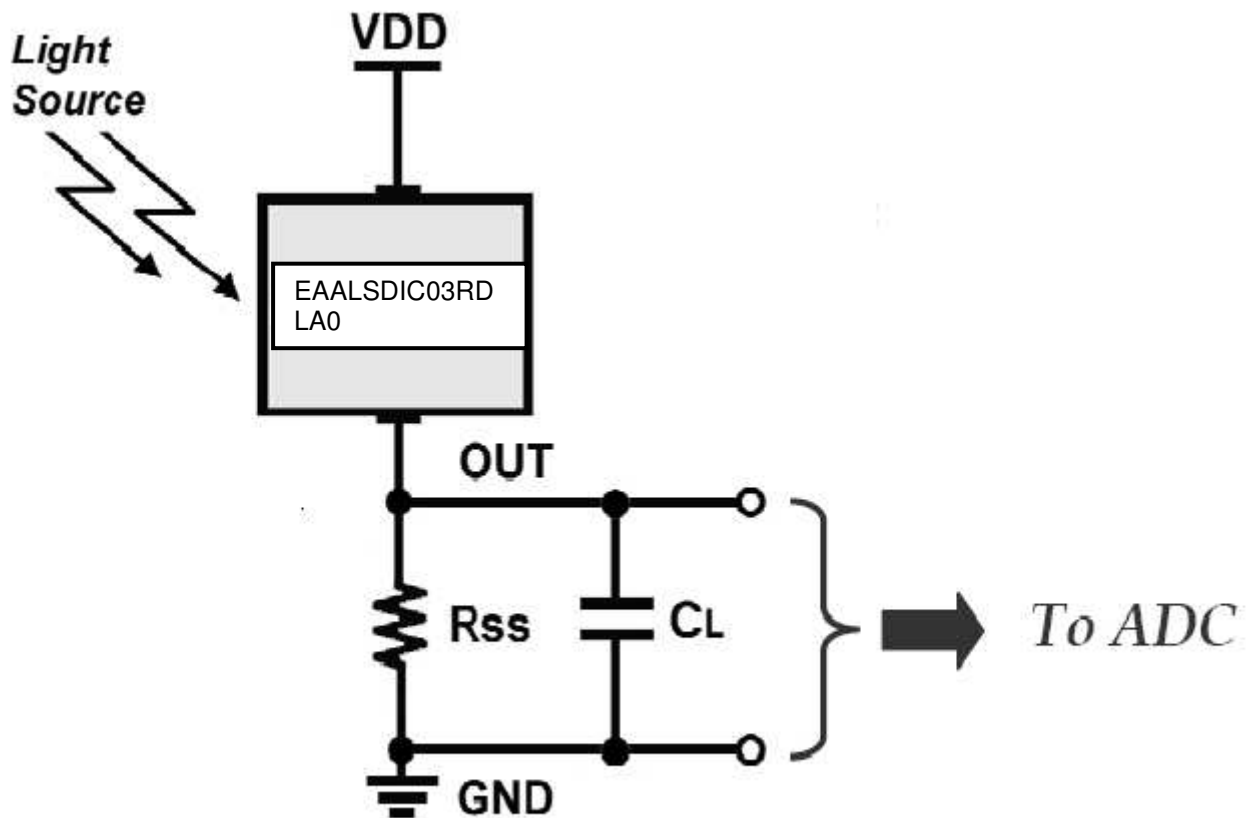 Light
Source
VDD
EAALSDIC03RD
LA0
OUT
Rss
CL
To ADC
GND